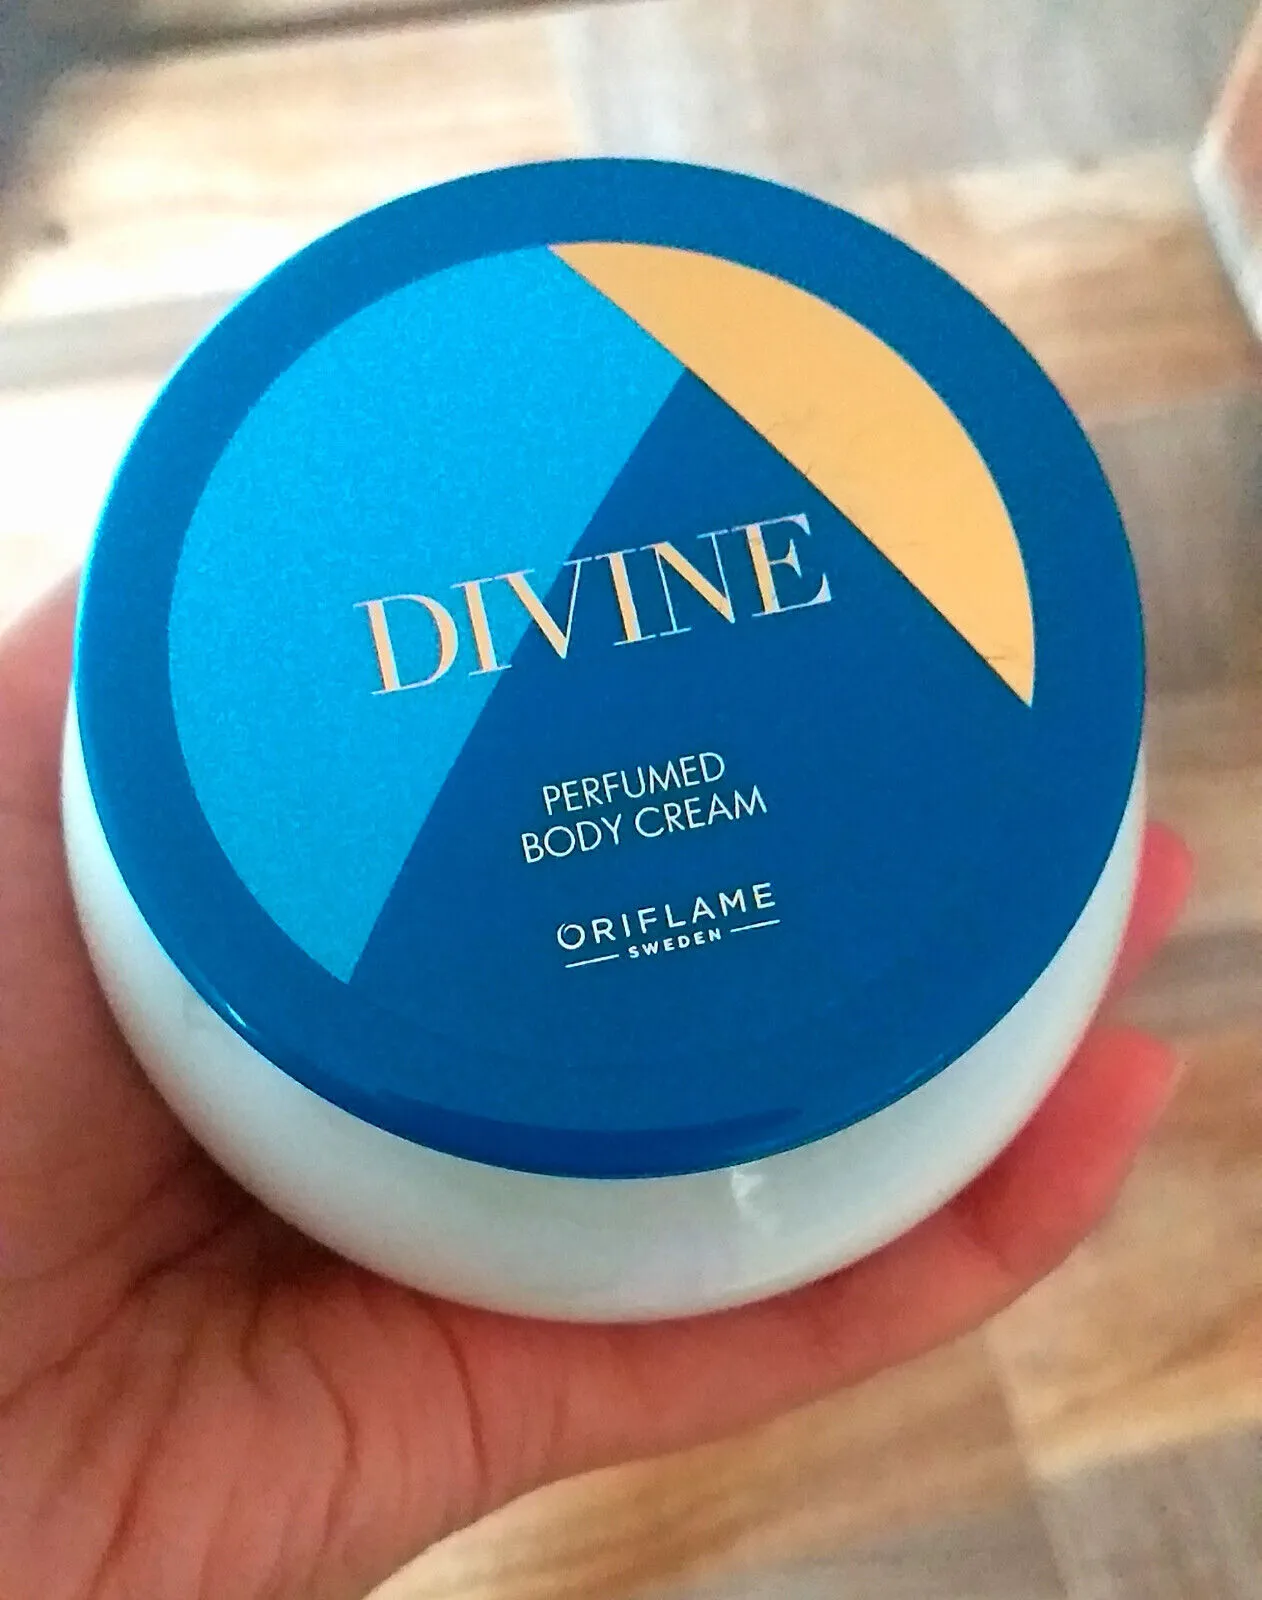 DIVINE
PERFUMED
BODY CREAM
ORIFLAME
SWEDEN